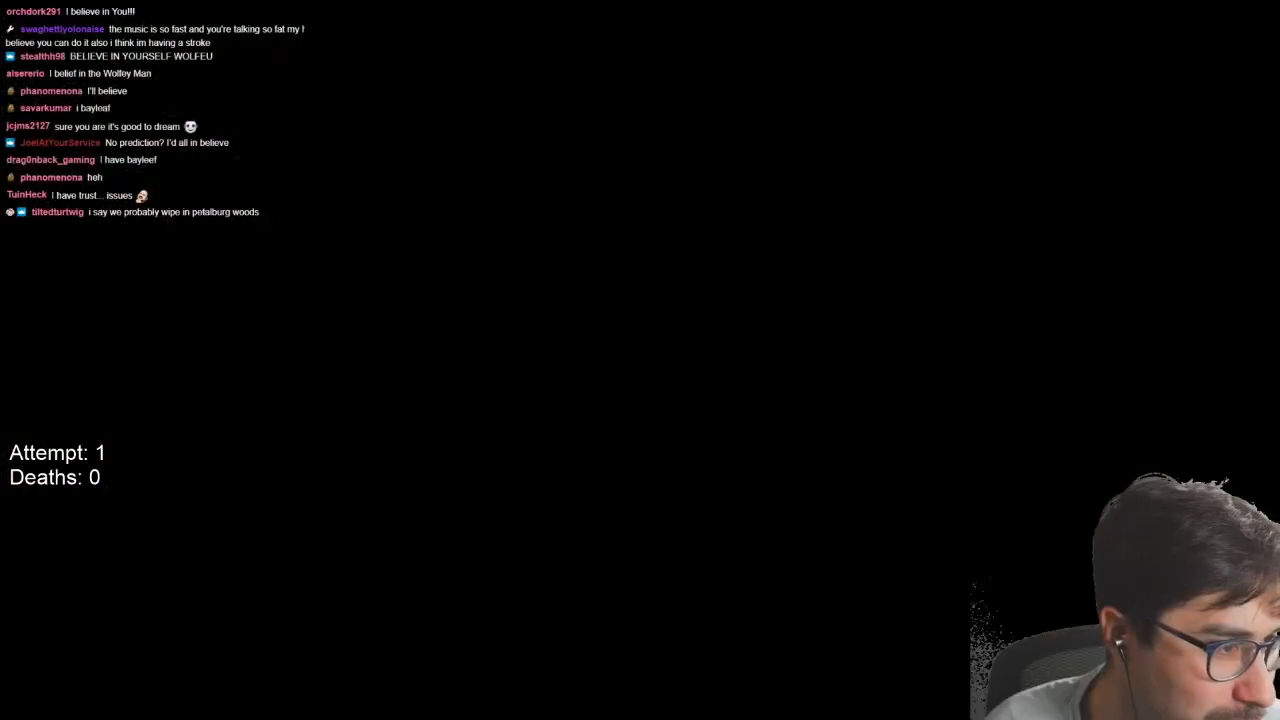 orchdork291 I believe in You!!!
swaghettiyolonaise the music is so fast and you're talking so fat my h
believe you can do it also i think im having a stroke
stealthh98 BELIEVE IN YOURSELF WOLFEU
alsererio I belief in the Wolfey Man
phanomenona I'll believe
savarkumar i bayleaf
jcjms2127 sure you are it's good to dream
JoelAtYourService No prediction? I'd all in believe
drag0nback_gaming I have bayleef
phanomenona heh
TuinHeck I have trust... issues
tiltedturtwig i say we probably wipe in petalburg woods
Attempt: 1
Deaths: 0